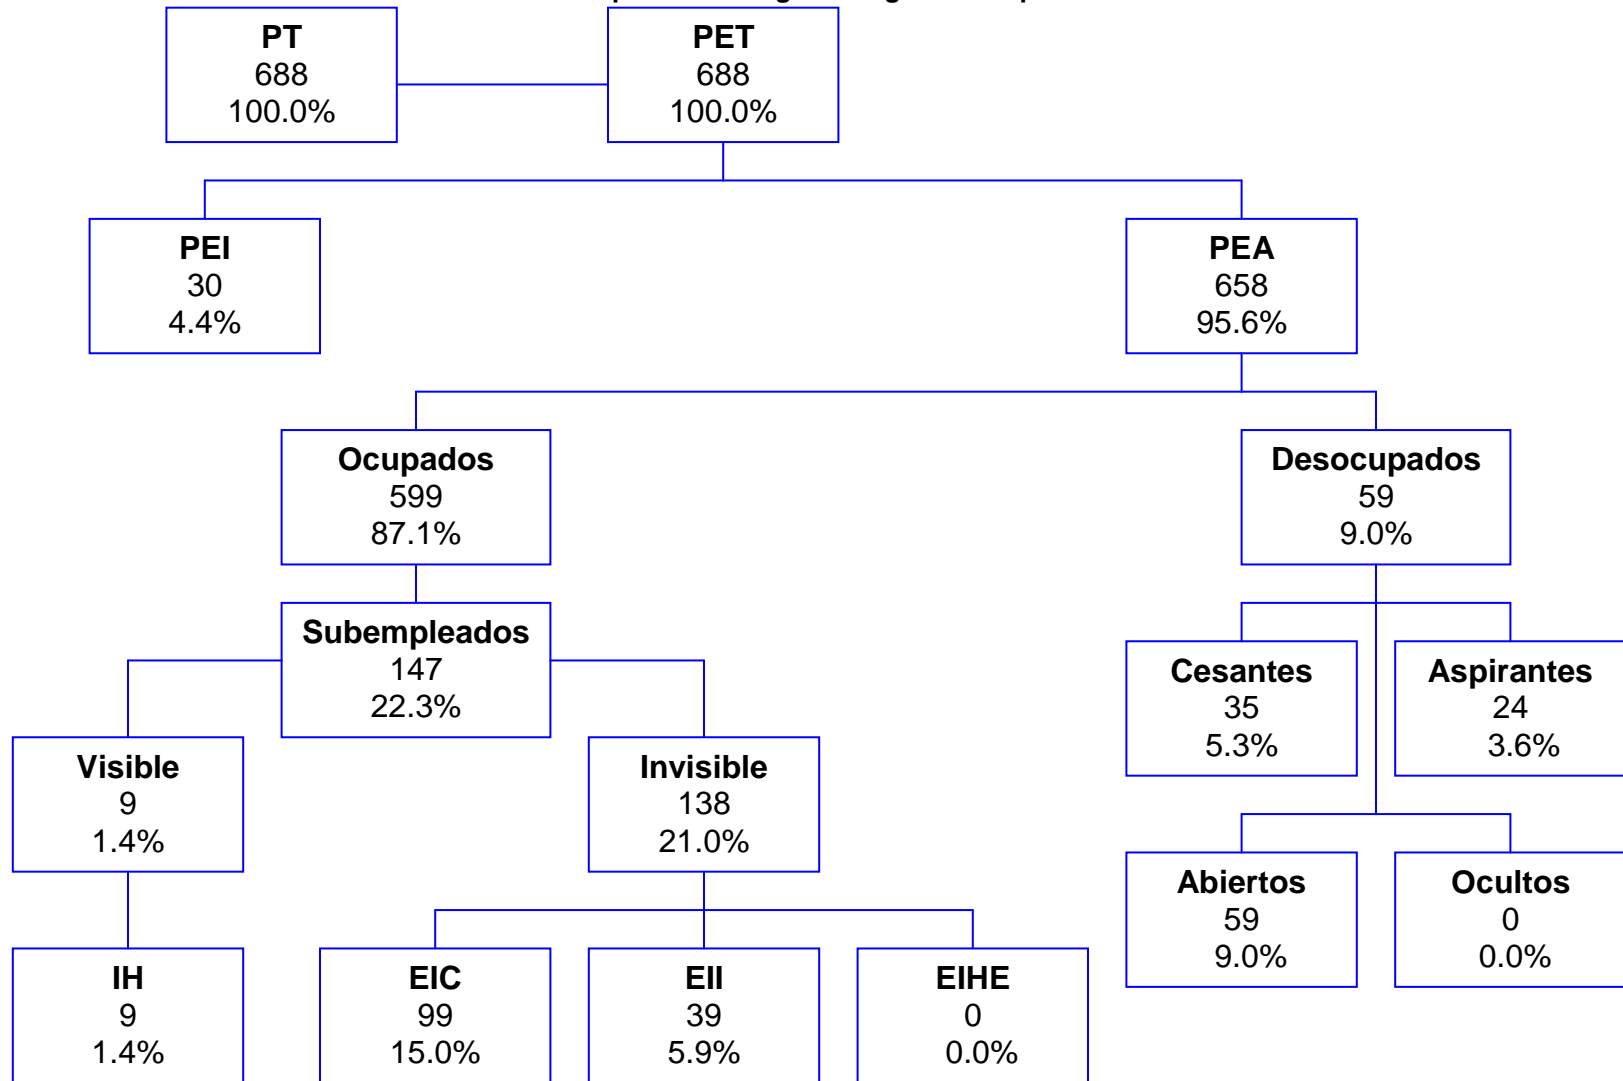 PT
688
100.0%
PET
688
100.0%
PEI
30
4.4%
PEA
658
95.6%
Ocupados
599
87.1%
Desocupados
59
9.0%
Subempleados
147
22.3%
Cesantes
35
5.3%
Aspirantes
24
3.6%
Visible
9
1.4%
Invisible
138
21.0%
Abiertos
59
9.0%
Ocultos
0
0.0%
IH
9
1.4%
EIC
99
15.0%
EII
39
5.9%
EIHE
0
0.0%